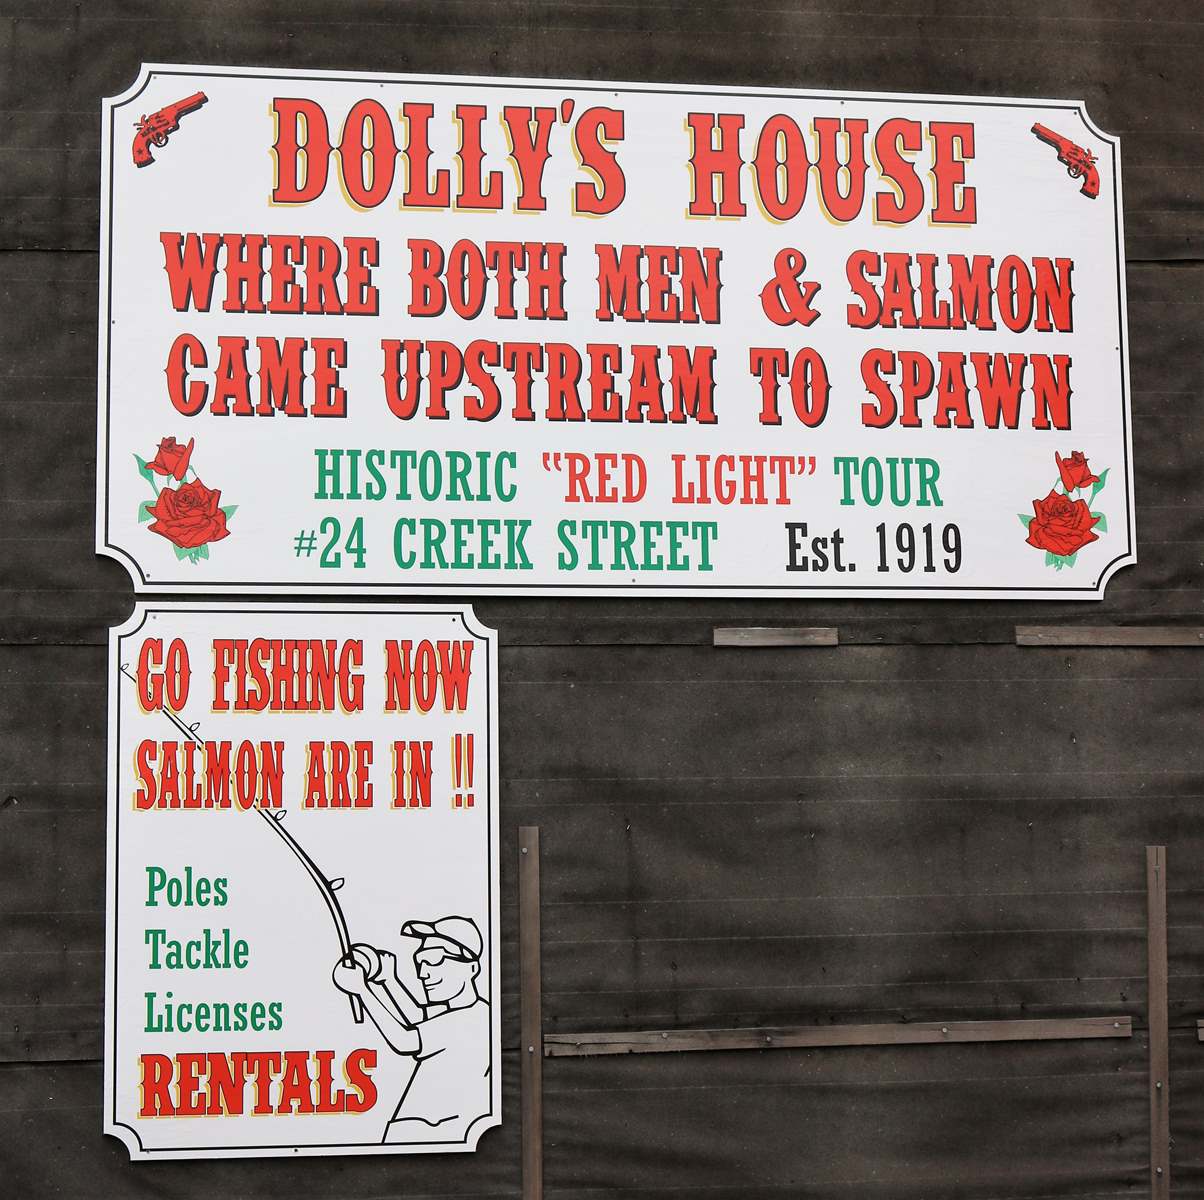 DOLLY'S HOUSE
WHERE BOTH MEN & SALMON
CAME UPSTREAM TO SPAWN
HISTORIC "RED LIGHT" TOUR
#24 CREEK STREET Est. 1919
GO FISHING NOW
SALMON ARE IN !!
Poles
Tackle
Licenses
RENTALS